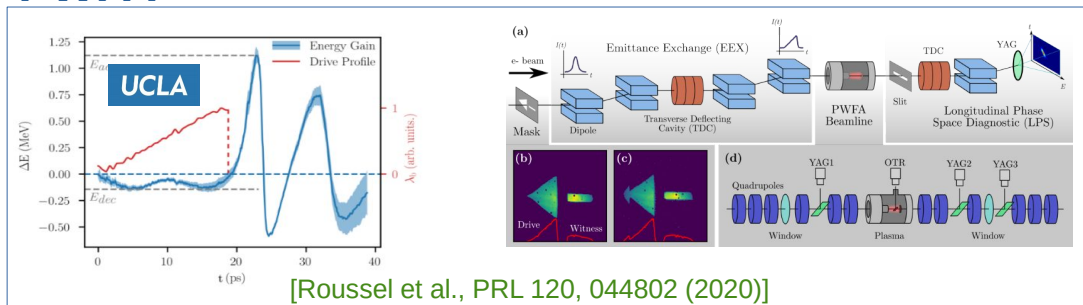 1.25
1.00
0.75
0.50
0.25
0.00
−0.25
−0.50
ΔE (MeV)
Energy Gain
Drive Profile
UCLA
E_dec
0
10
20
30
40
t (ps)
1
0
λ_b (arb. units.)
(a)
I(t)
t
Emittance Exchange (EEX)
I(t)
t
e- beam
Mask
Dipole
Transverse Deflecting
Cavity (TDC)
PWFA
Beamline
TDC
YAG
Slit
t
E
Longitudinal Phase
Space Diagnostic (LPS)
(b)
(c)
Drive
Witness
(d)
YAG1
OTR
YAG2
YAG3
Quadrupoles
Window
Plasma
Window
[Roussel et al., PRL 120, 044802 (2020)]